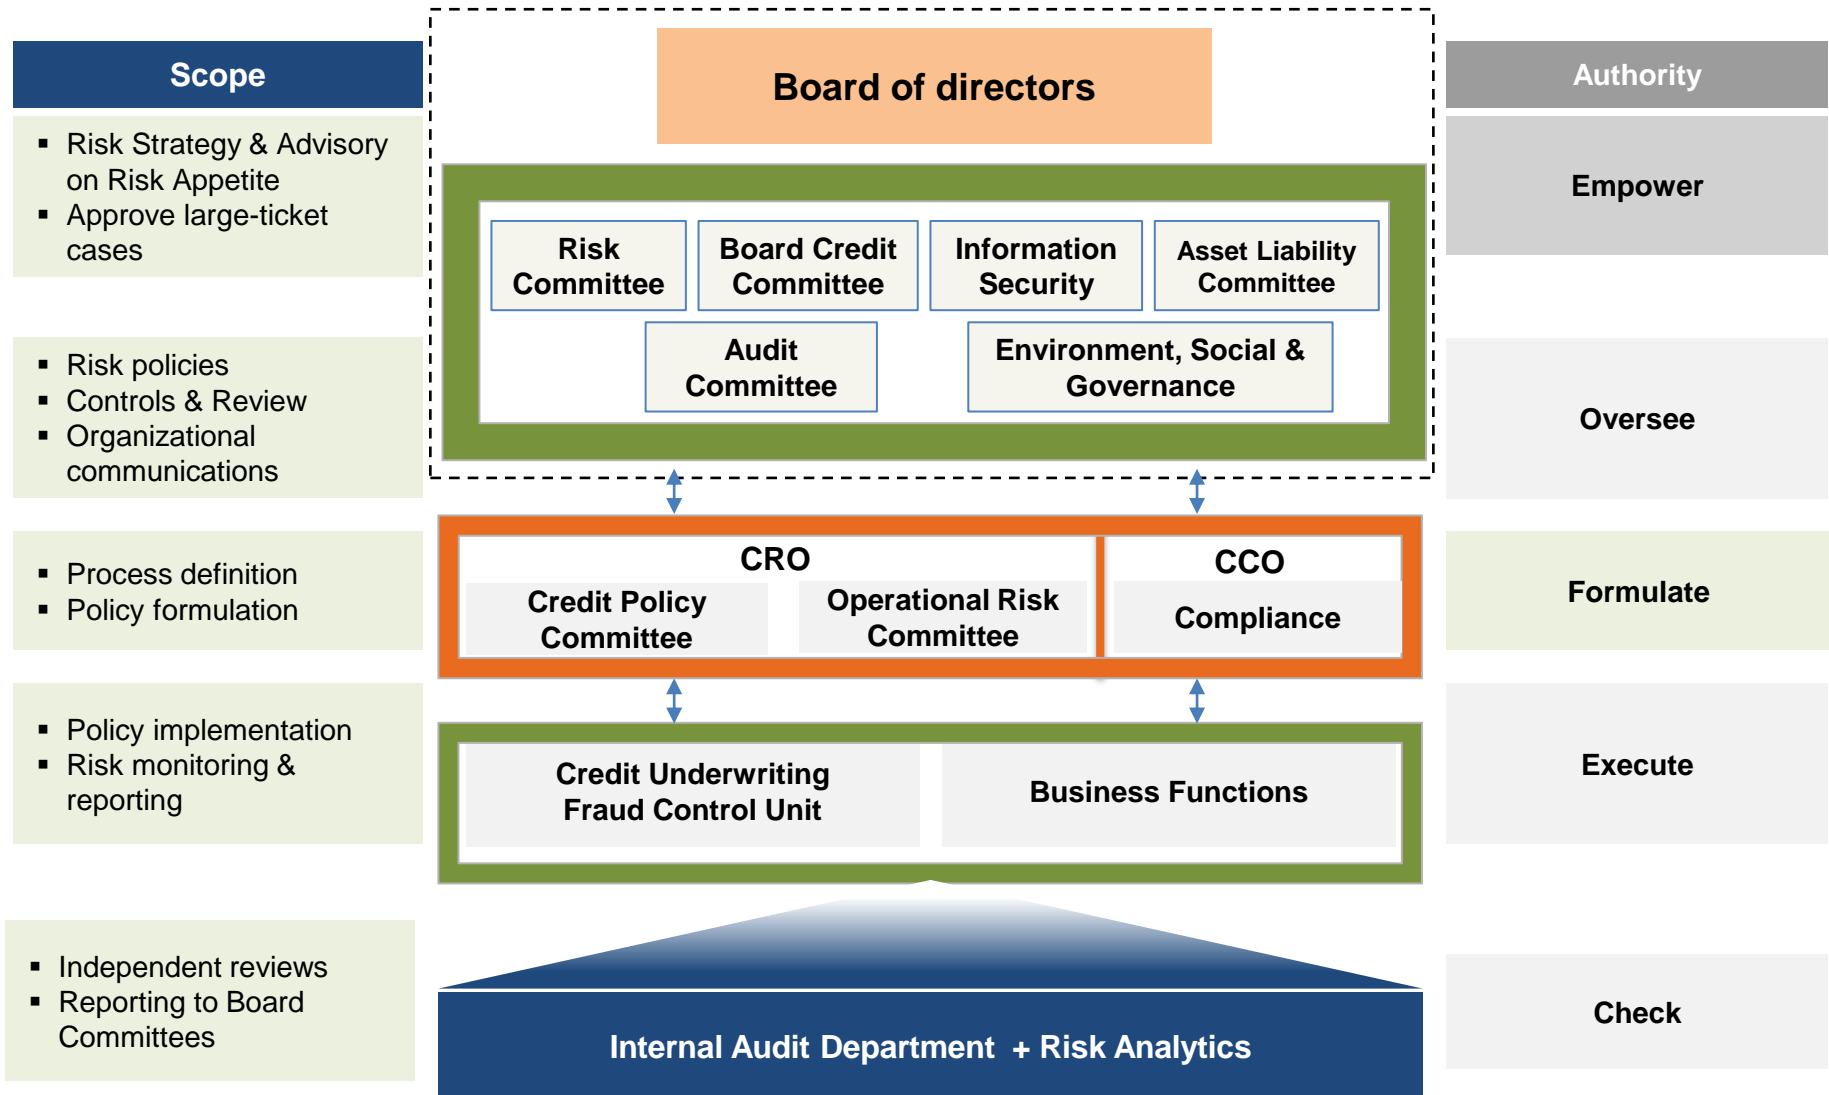 Scope
Board of directors
Authority
▪ Risk Strategy & Advisory
on Risk Appetite
▪ Approve large-ticket
cases
Empower
Risk
Committee
Board Credit
Committee
Information
Security
Asset Liability
Committee
Audit
Committee
Environment, Social &
Governance
▪ Risk policies
▪ Controls & Review
▪ Organizational
communications
Oversee
▪ Process definition
▪ Policy formulation
CRO
Credit Policy
Committee
Operational Risk
Committee
CCO
Compliance
Formulate
▪ Policy implementation
▪ Risk monitoring &
reporting
Credit Underwriting
Fraud Control Unit
Business Functions
Execute
▪ Independent reviews
▪ Reporting to Board
Committees
Internal Audit Department + Risk Analytics
Check